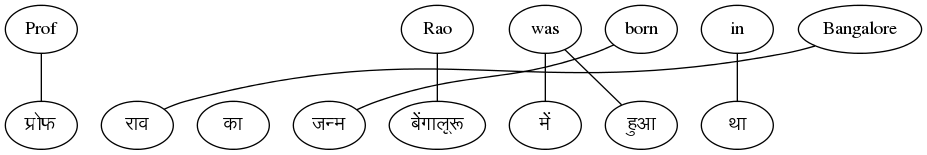 Prof Rao was born in Bangalore
प्रोफ राव का जन्म बेंगालूरू में हुआ था